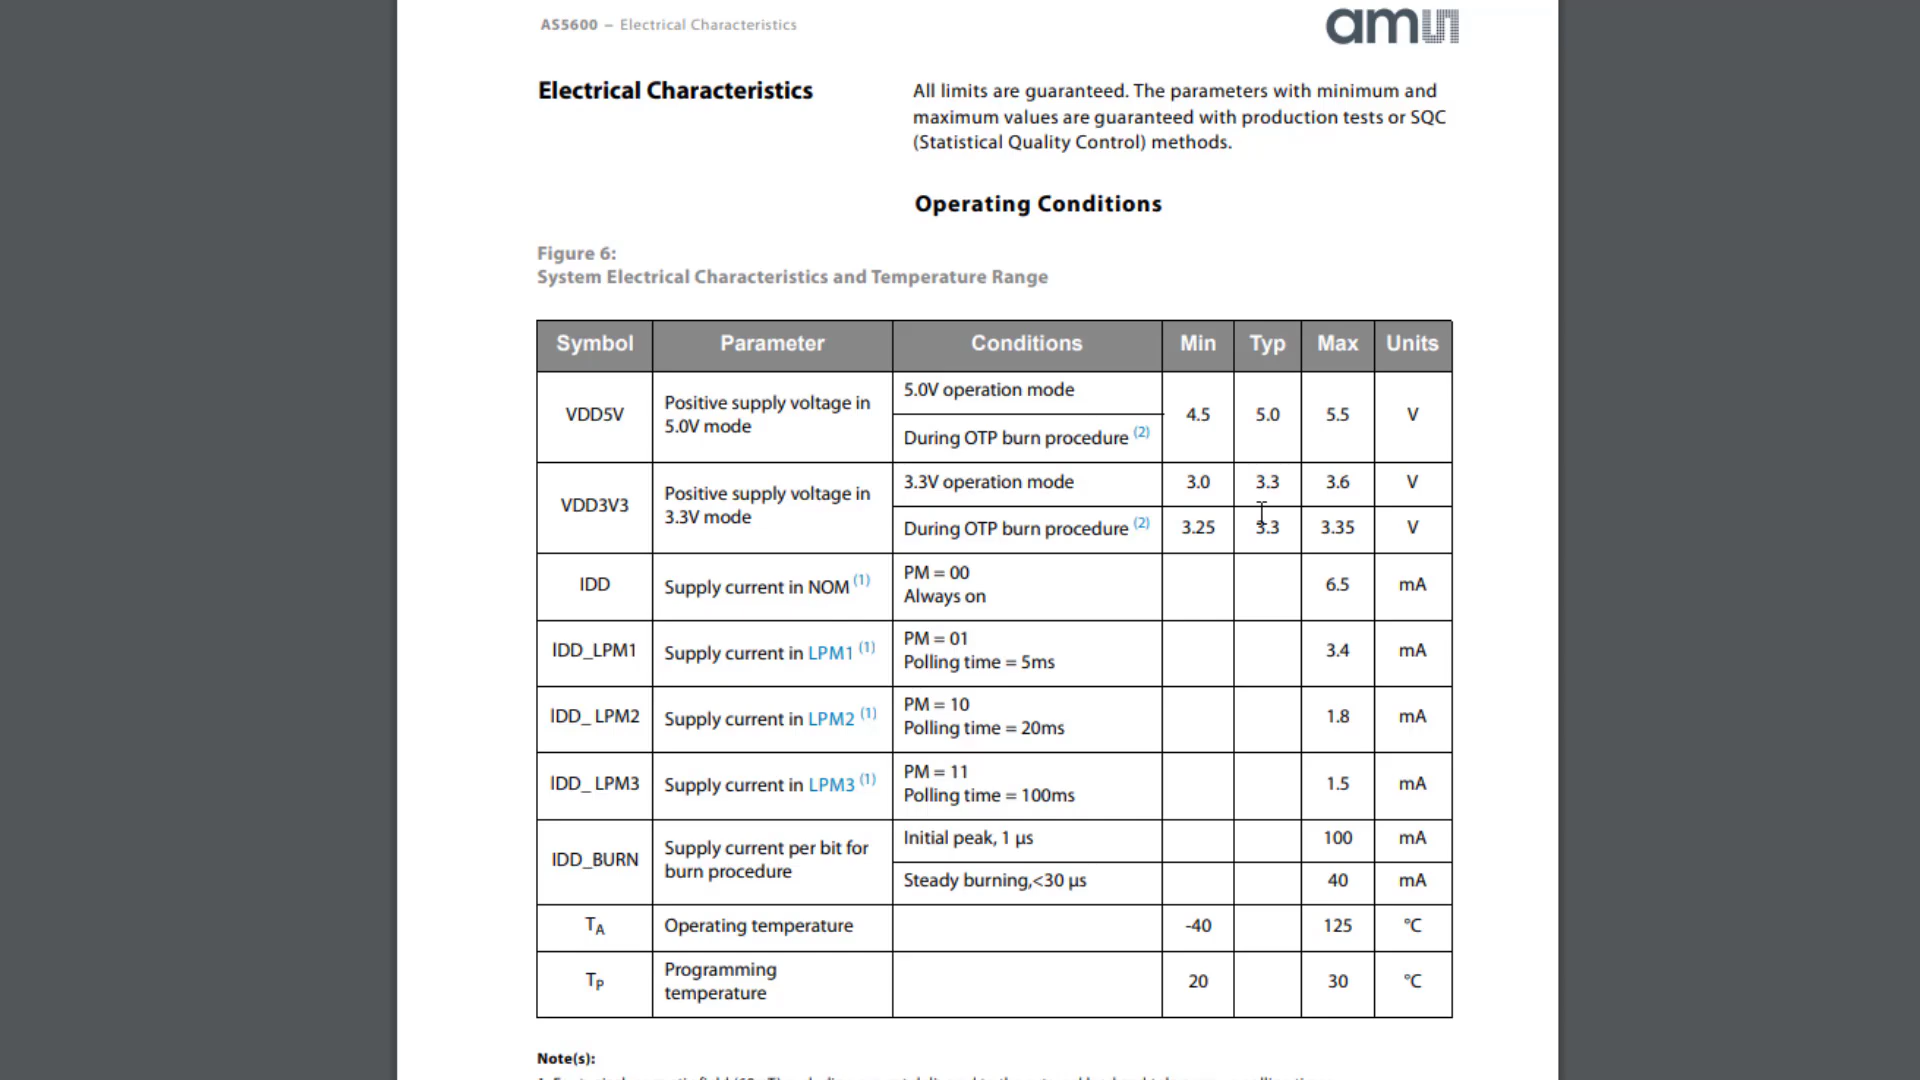 AS5600 – Electrical Characteristics
amu
Electrical Characteristics
All limits are guaranteed. The parameters with minimum and
maximum values are guaranteed with production tests or SQC
(Statistical Quality Control) methods.
Operating Conditions
Figure 6:
System Electrical Characteristics and Temperature Range
Symbol Parameter Conditions Min Typ Max Units
VDD5V Positive supply voltage in 5.0V mode 5.0V operation mode 4.5 5.0 5.5 V
During OTP burn procedure (2)
VDD3V3 Positive supply voltage in 3.3V mode 3.3V operation mode 3.0 3.3 3.6 V
During OTP burn procedure (2) 3.25 3.3 3.35 V
IDD Supply current in NOM (1) PM = 00 6.5 mA
Always on
IDD_LPM1 Supply current in LPM1 (1) PM = 01 3.4 mA
Polling time = 5ms
IDD_ LPM2 Supply current in LPM2 (1) PM = 10 1.8 mA
Polling time = 20ms
IDD_ LPM3 Supply current in LPM3 (1) PM = 11 1.5 mA
Polling time = 100ms
IDD_BURN Supply current per bit for burn procedure Initial peak, 1 µs 100 mA
Steady burning,<30 µs 40 mA
TA Operating temperature -40 125 °C
TP Programming temperature 20 30 °C
Note(s):